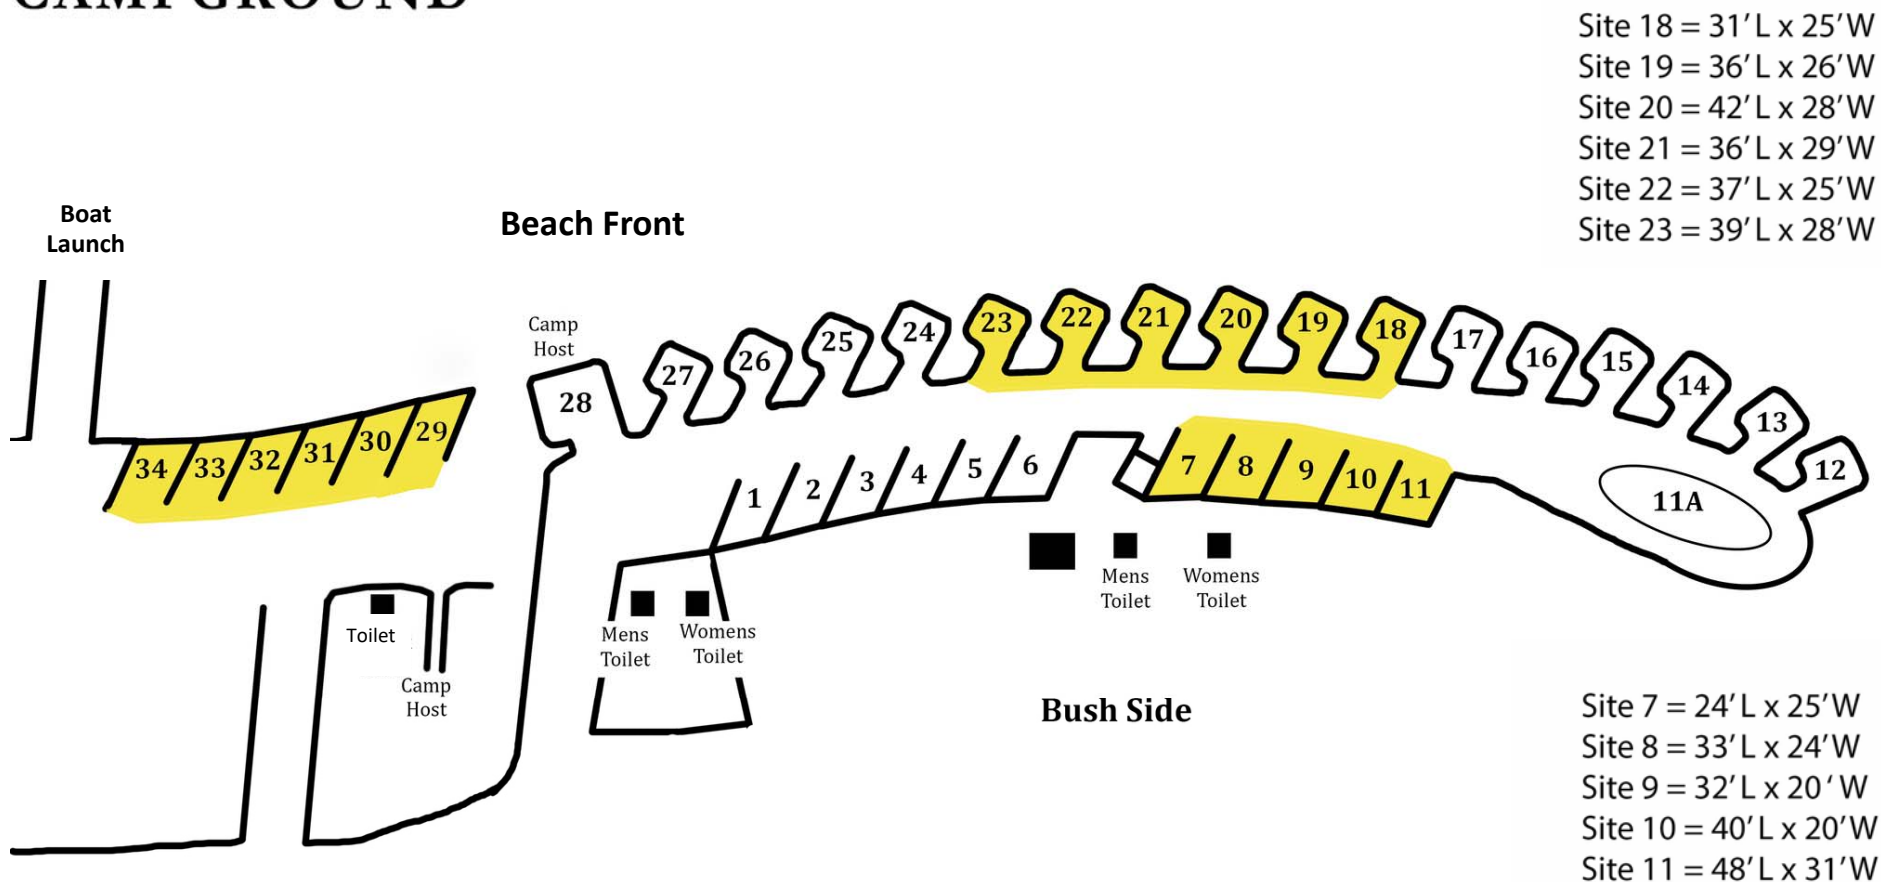 CAMPGROUND
Site 18 = 31'L x 25'W
Site 19 = 36'L x 26'W
Site 20 = 42'L x 28'W
Site 21 = 36'L x 29'W
Site 22 = 37'L x 25'W
Site 23 = 39'L x 28'W
Boat
Launch
Beach Front
Camp
Host
28
27
26
25
24
23
22
21
20
19
18
17
16
15
14
13
12
11A
34
33
32
31
30
29
1
2
3
4
5
6
7
8
9
10
11
Mens
Toilet
Womens
Toilet
Toilet
Camp
Host
Mens
Toilet
Womens
Toilet
Bush Side
Site 7 = 24'L x 25'W
Site 8 = 33'L x 24'W
Site 9 = 32'L x 20'W
Site 10 = 40'L x 20'W
Site 11 = 48'L x 31'W